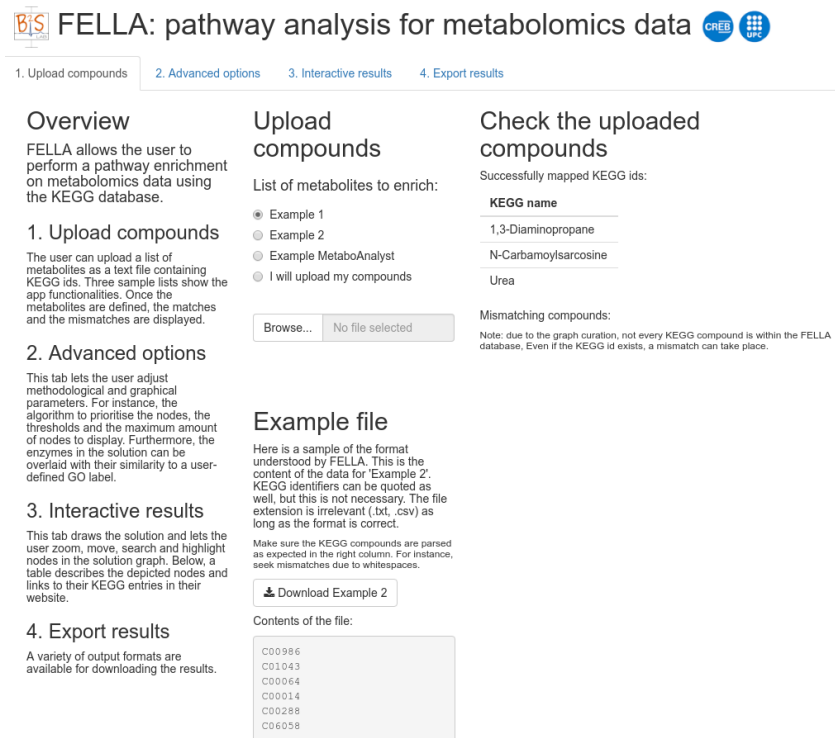 BiS LAB
FELLA: pathway analysis for metabolomics data
CREB
UPC
1. Upload compounds
2. Advanced options
3. Interactive results
4. Export results
Overview
FELLA allows the user to
perform a pathway enrichment
on metabolomics data using
the KEGG database.
1. Upload compounds
The user can upload a list of
metabolites as a text file containing
KEGG ids. Three sample lists show the
app functionalities. Once the
metabolites are defined, the matches
and the mismatches are displayed.
2. Advanced options
This tab lets the user adjust
methodological and graphical
parameters. For instance, the
algorithm to prioritise the nodes, the
thresholds and the maximum amount
of nodes to display. Furthermore, the
enzymes in the solution can be
overlaid with their similarity to a user-
defined GO label.
3. Interactive results
This tab draws the solution and lets the
user zoom, move, search and highlight
nodes in the solution graph. Below, a
table describes the depicted nodes and
links to their KEGG entries in their
website.
4. Export results
A variety of output formats are
available for downloading the results.
Upload
compounds
List of metabolites to enrich:
Example 1
Example 2
Example MetaboAnalyst
I will upload my compounds
Browse... No file selected
Example file
Here is a sample of the format
understood by FELLA. This is the
content of the data for 'Example 2'.
KEGG identifiers can be quoted as
well, but this is not necessary. The file
extension is irrelevant (.txt, .csv) as
long as the format is correct.
Make sure the KEGG compounds are parsed
as expected in the right column. For instance,
seek mismatches due to whitespaces.
Download Example 2
Contents of the file:
C00986
C01043
C00064
C00014
C00288
C06058
Check the uploaded
compounds
Successfully mapped KEGG ids:
KEGG name
1,3-Diaminopropane
N-Carbamoylsarcosine
Urea
Mismatching compounds:
Note: due to the graph curation, not every KEGG compound is within the FELLA
database, Even if the KEGG id exists, a mismatch can take place.